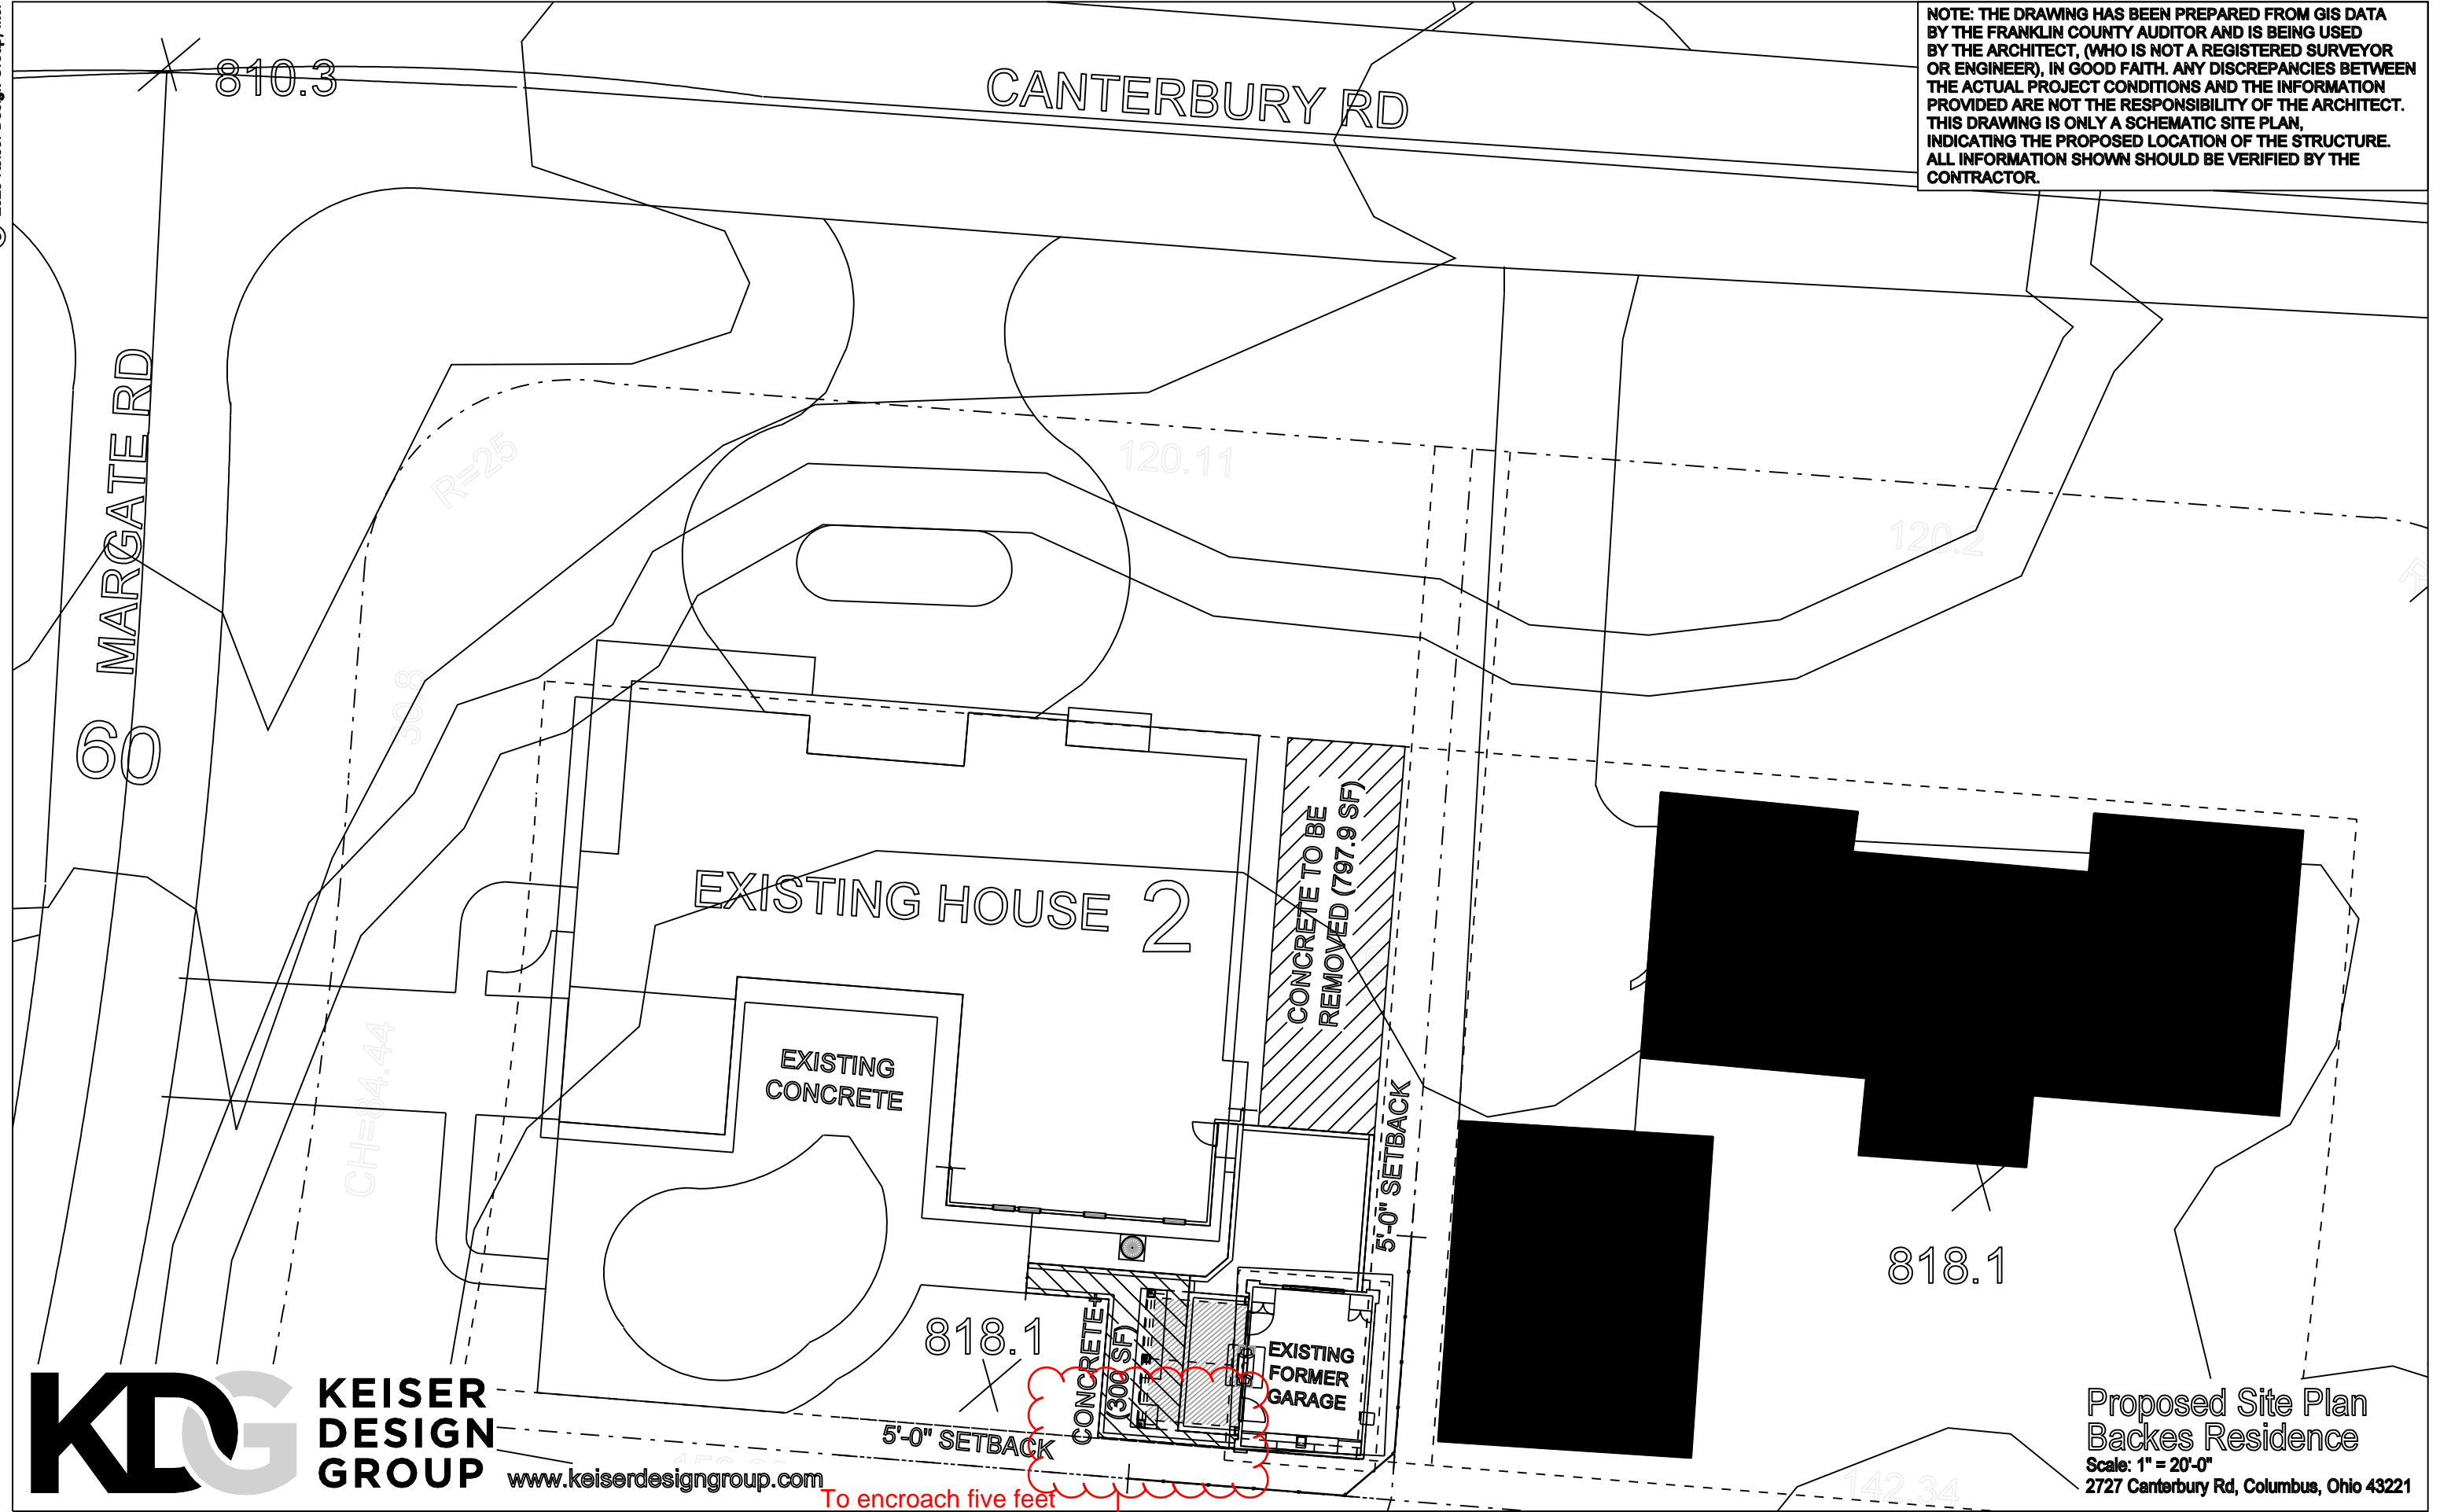 NOTE: THE DRAWING HAS BEEN PREPARED FROM GIS DATA
BY THE FRANKLIN COUNTY AUDITOR AND IS BEING USED
BY THE ARCHITECT, (WHO IS NOT A REGISTERED SURVEYOR
OR ENGINEER), IN GOOD FAITH. ANY DISCREPANCIES BETWEEN
THE ACTUAL PROJECT CONDITIONS AND THE INFORMATION
PROVIDED ARE NOT THE RESPONSIBILITY OF THE ARCHITECT.
THIS DRAWING IS ONLY A SCHEMATIC SITE PLAN,
INDICATING THE PROPOSED LOCATION OF THE STRUCTURE.
ALL INFORMATION SHOWN SHOULD BE VERIFIED BY THE
CONTRACTOR.
810.3
CANTERBURY RD
MARGATE RD
R=25
120.11
120.2
60
CONCRETE TO BE
REMOVED (797.9 SF)
EXISTING HOUSE 2
EXISTING
CONCRETE
CH=84.44
5'-0" SETBACK
818.1
818.1
CONCRETE
(300 SF)
EXISTING
FORMER
GARAGE
5'-0" SETBACK
142.34
KDG
KEISER
DESIGN
GROUP
www.keiserdesigngroup.com
To encroach five feet
Proposed Site Plan
Backes Residence
Scale: 1" = 20'-0"
2727 Canterbury Rd, Columbus, Ohio 43221